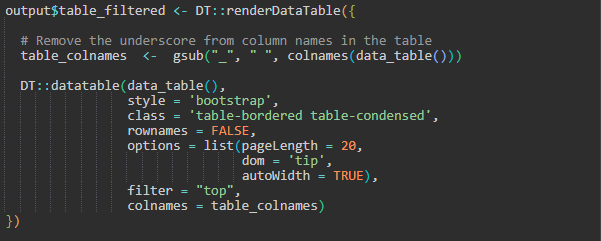 output$table_filtered <- DT::renderDataTable({
# Remove the underscore from column names in the table
table_colnames  <-  gsub("_", " ", colnames(data_table()))
DT::datatable(data_table(),
style = 'bootstrap',
class = 'table-bordered table-condensed',
rownames = FALSE,
options = list(pageLength = 20,
dom = 'tip',
autoWidth = TRUE),
filter = "top",
colnames = table_colnames)
})